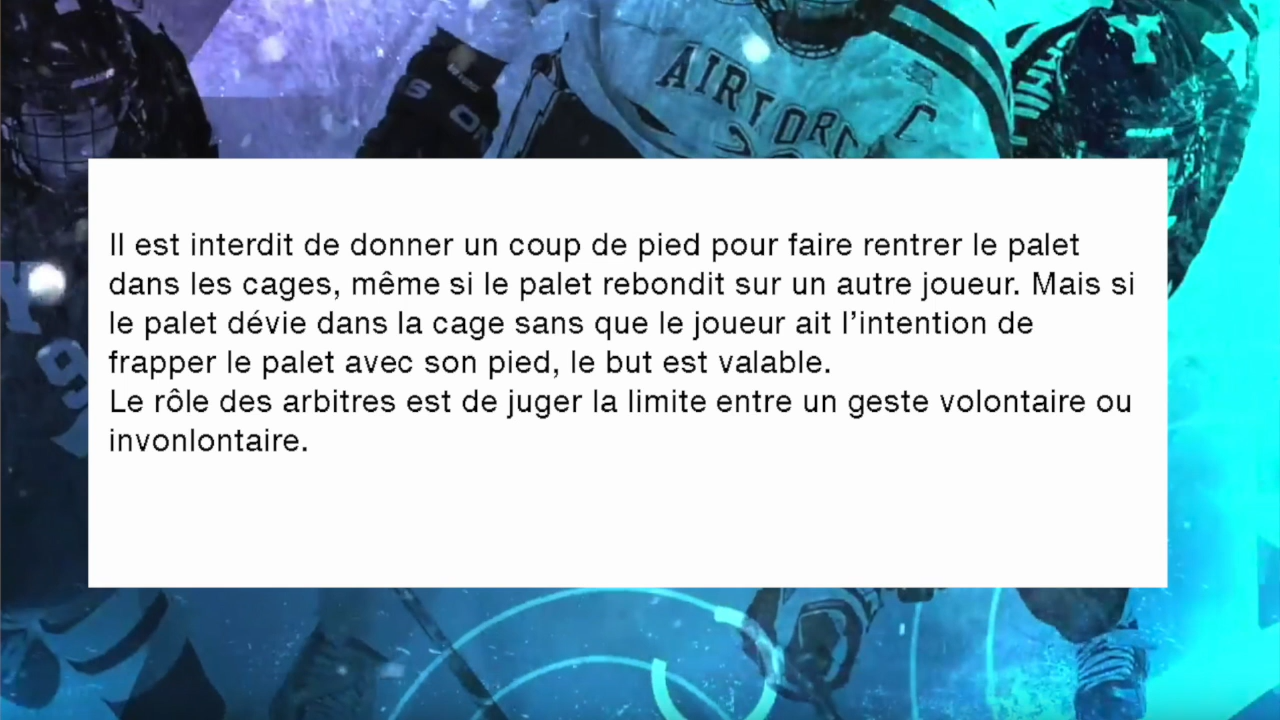 AIR FORC
C
Y
9
Il est interdit de donner un coup de pied pour faire rentrer le palet
dans les cages, même si le palet rebondit sur un autre joueur. Mais si
le palet dévie dans la cage sans que le joueur ait l’intention de
frapper le palet avec son pied, le but est valable.
Le rôle des arbitres est de juger la limite entre un geste volontaire ou
invonlontaire.